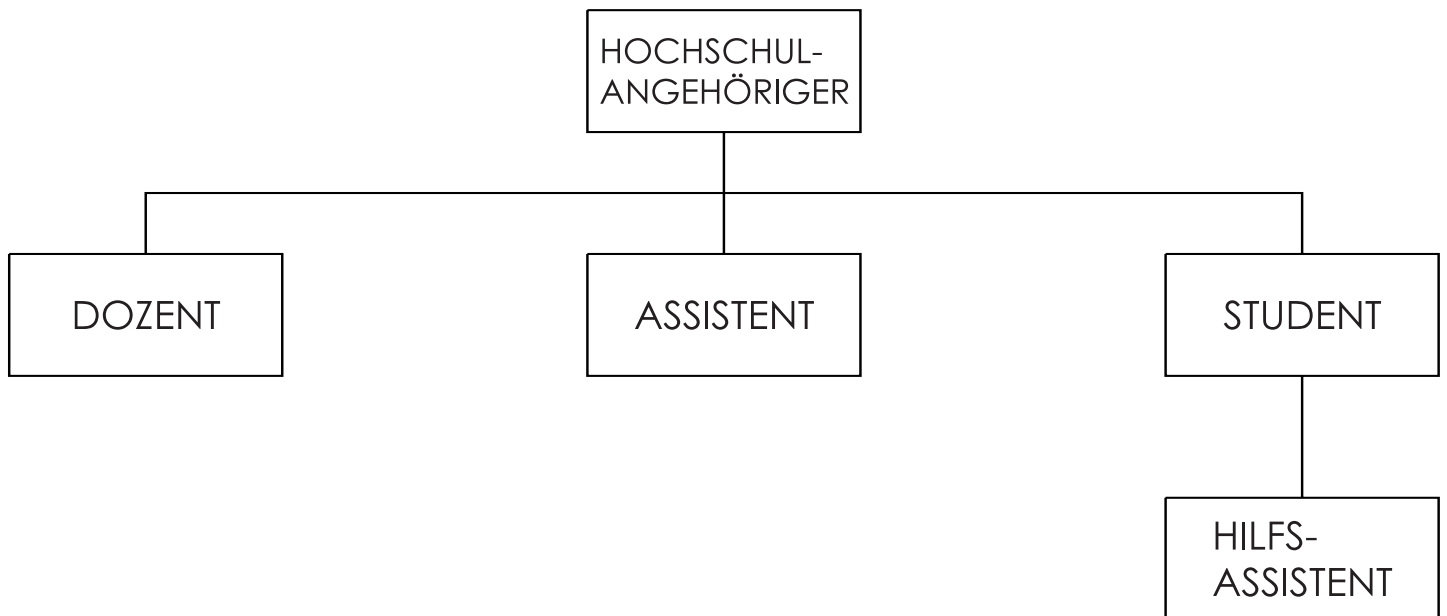 HOCHSCHUL-
ANGEHÖRIGER
DOZENT
ASSISTENT
STUDENT
HILFS-
ASSISTENT